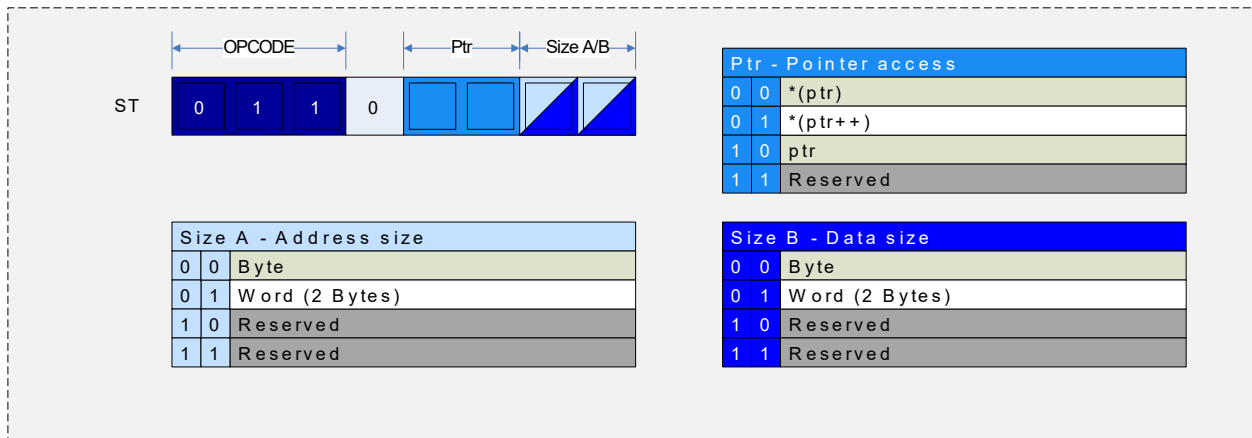 OPCODE Ptr Size A/B
ST 0 1 1 0
Ptr - Pointer access
0 0 *(ptr)
0 1 *(ptr++)
1 0 ptr
1 1 Reserved
Size A - Address size
0 0 Byte
0 1 Word (2 Bytes)
1 0 Reserved
1 1 Reserved
Size B - Data size
0 0 Byte
0 1 Word (2 Bytes)
1 0 Reserved
1 1 Reserved